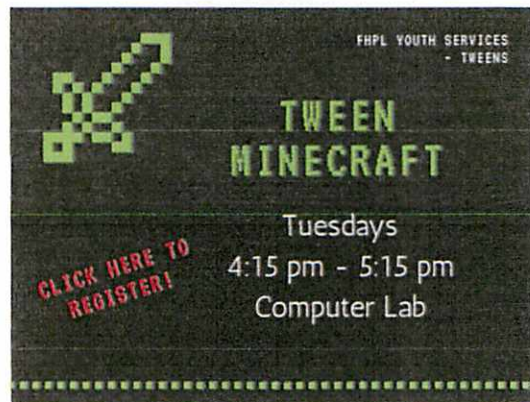 FHPL YOUTH SERVICES
- TWEENS
TWEEN
MINECRAFT
Tuesdays
4:15 pm - 5:15 pm
Computer Lab
CLICK HERE TO
REGISTER!